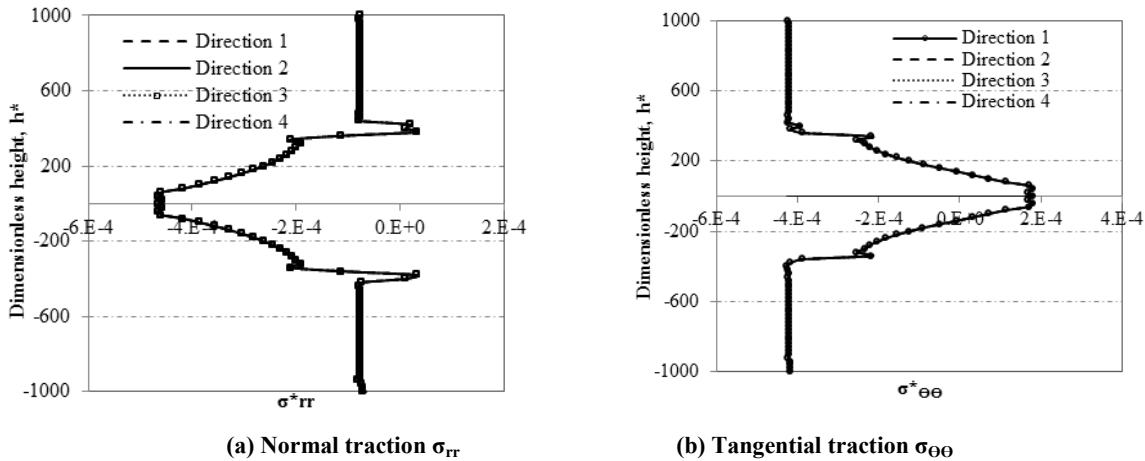 1000
600
200
-200
-600
-1000
Dimensionless height, h*
Direction 1
Direction 2
Direction 3
Direction 4
-6.E-4
-4.E-4
-2.E-4
0.E+0
2.E-4
σ*rr
(a) Normal traction σrr
1000
600
200
-200
-600
-1000
Dimensionless height, h*
Direction 1
Direction 2
Direction 3
Direction 4
-6.E-4
-4.E-4
-2.E-4
0.E+0
2.E-4
4.E-4
σ*ΘΘ
(b) Tangential traction σΘΘ